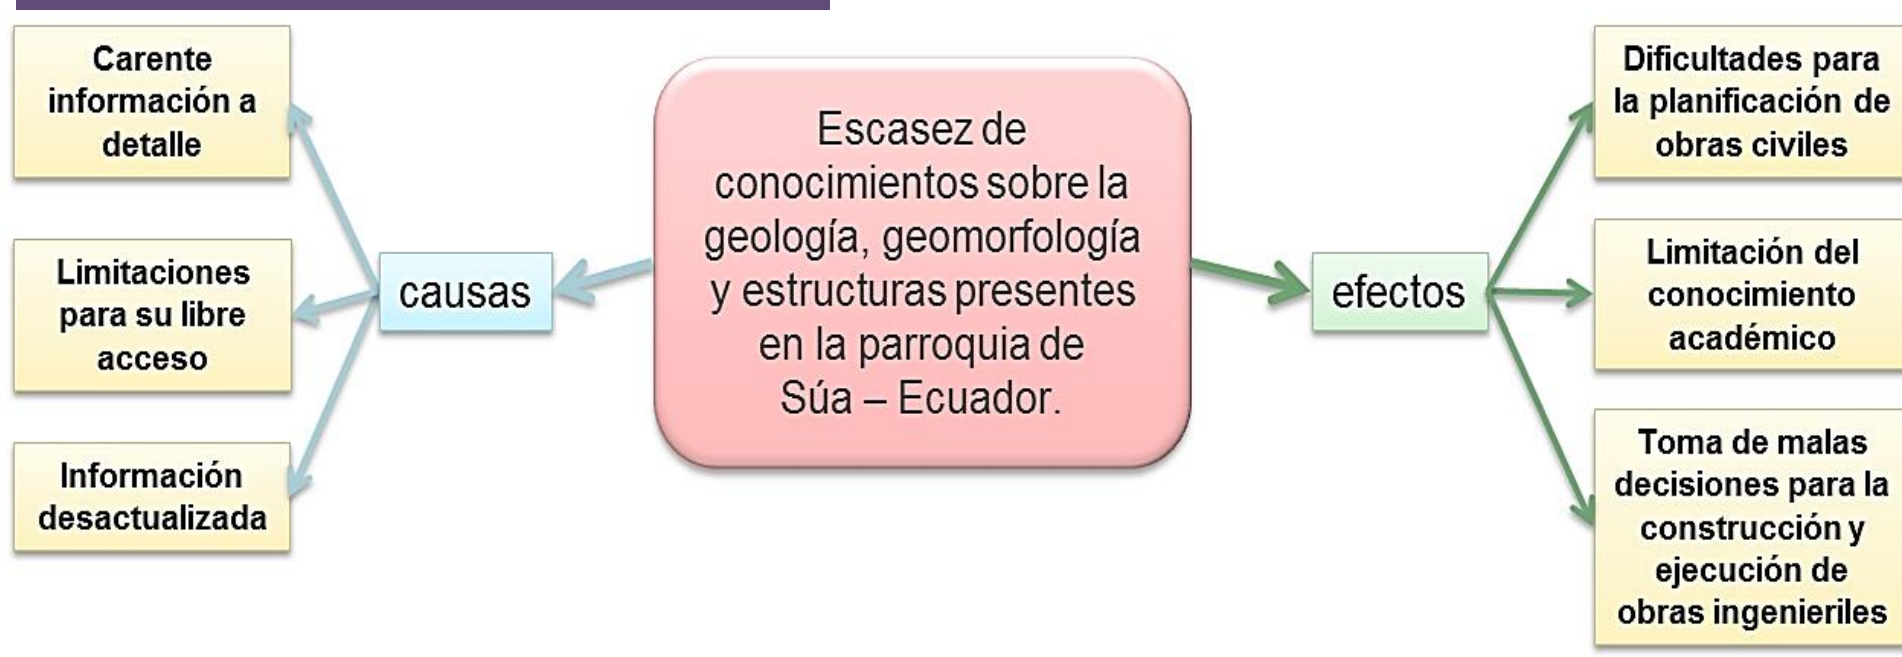 Carente
información a
detalle
Limitaciones
para su libre
acceso
Información
desactualizada
causas
Escasez de
conocimientos sobre la
geología, geomorfología
y estructuras presentes
en la parroquia de
Súa – Ecuador.
efectos
Dificultades para
la planificación de
obras civiles
Limitación del
conocimiento
académico
Toma de malas
decisiones para la
construcción y
ejecución de
obras ingenieriles